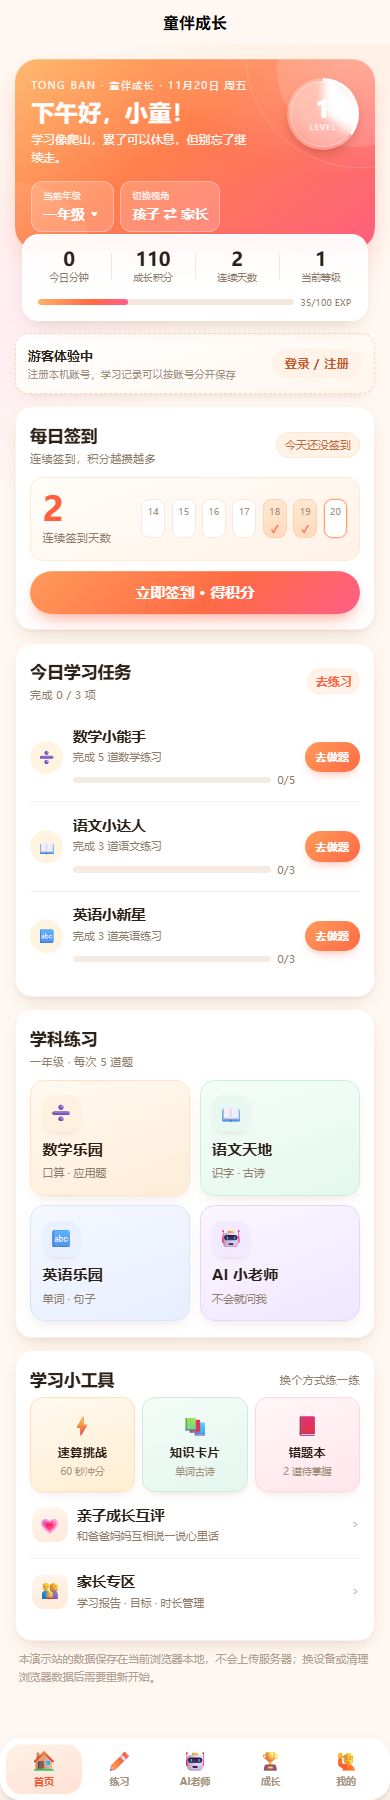 童伴成长
TONG BAN · 童伴成长 · 11月20日 周五
下午好，小童！
学习像爬山，累了可以休息，但别忘了继
续走。
1
LEVEL
当前年级
一年级
切换视角
孩子 ⇄ 家长
0
今日分钟
110
成长积分
2
连续天数
1
当前等级
35/100 EXP
游客体验中
注册本机账号，学习记录可以按账号分开保存
登录 / 注册
每日签到
连续签到，积分越攒越多
今天还没签到
2
连续签到天数
14
15
16
17
18
✓
19
✓
20
立即签到 • 得积分
今日学习任务
完成 0 / 3 项
去练习
数学小能手
完成 5 道数学练习
0/5
去做题
语文小达人
完成 3 道语文练习
0/3
去做题
abc
英语小新星
完成 3 道英语练习
0/3
去做题
学科练习
一年级 · 每次 5 道题
数学乐园
口算 · 应用题
语文天地
识字 · 古诗
abc
英语乐园
单词 · 句子
AI 小老师
不会就问我
学习小工具
换个方式练一练
速算挑战
60 秒冲分
知识卡片
单词古诗
错题本
2 道待掌握
亲子成长互评
和爸爸妈妈互相说一说心里话
家长专区
学习报告 · 目标 · 时长管理
本演示站的数据保存在当前浏览器本地，不会上传服务器；换设备或清理
浏览器数据后需要重新开始。
首页
练习
AI老师
成长
我的